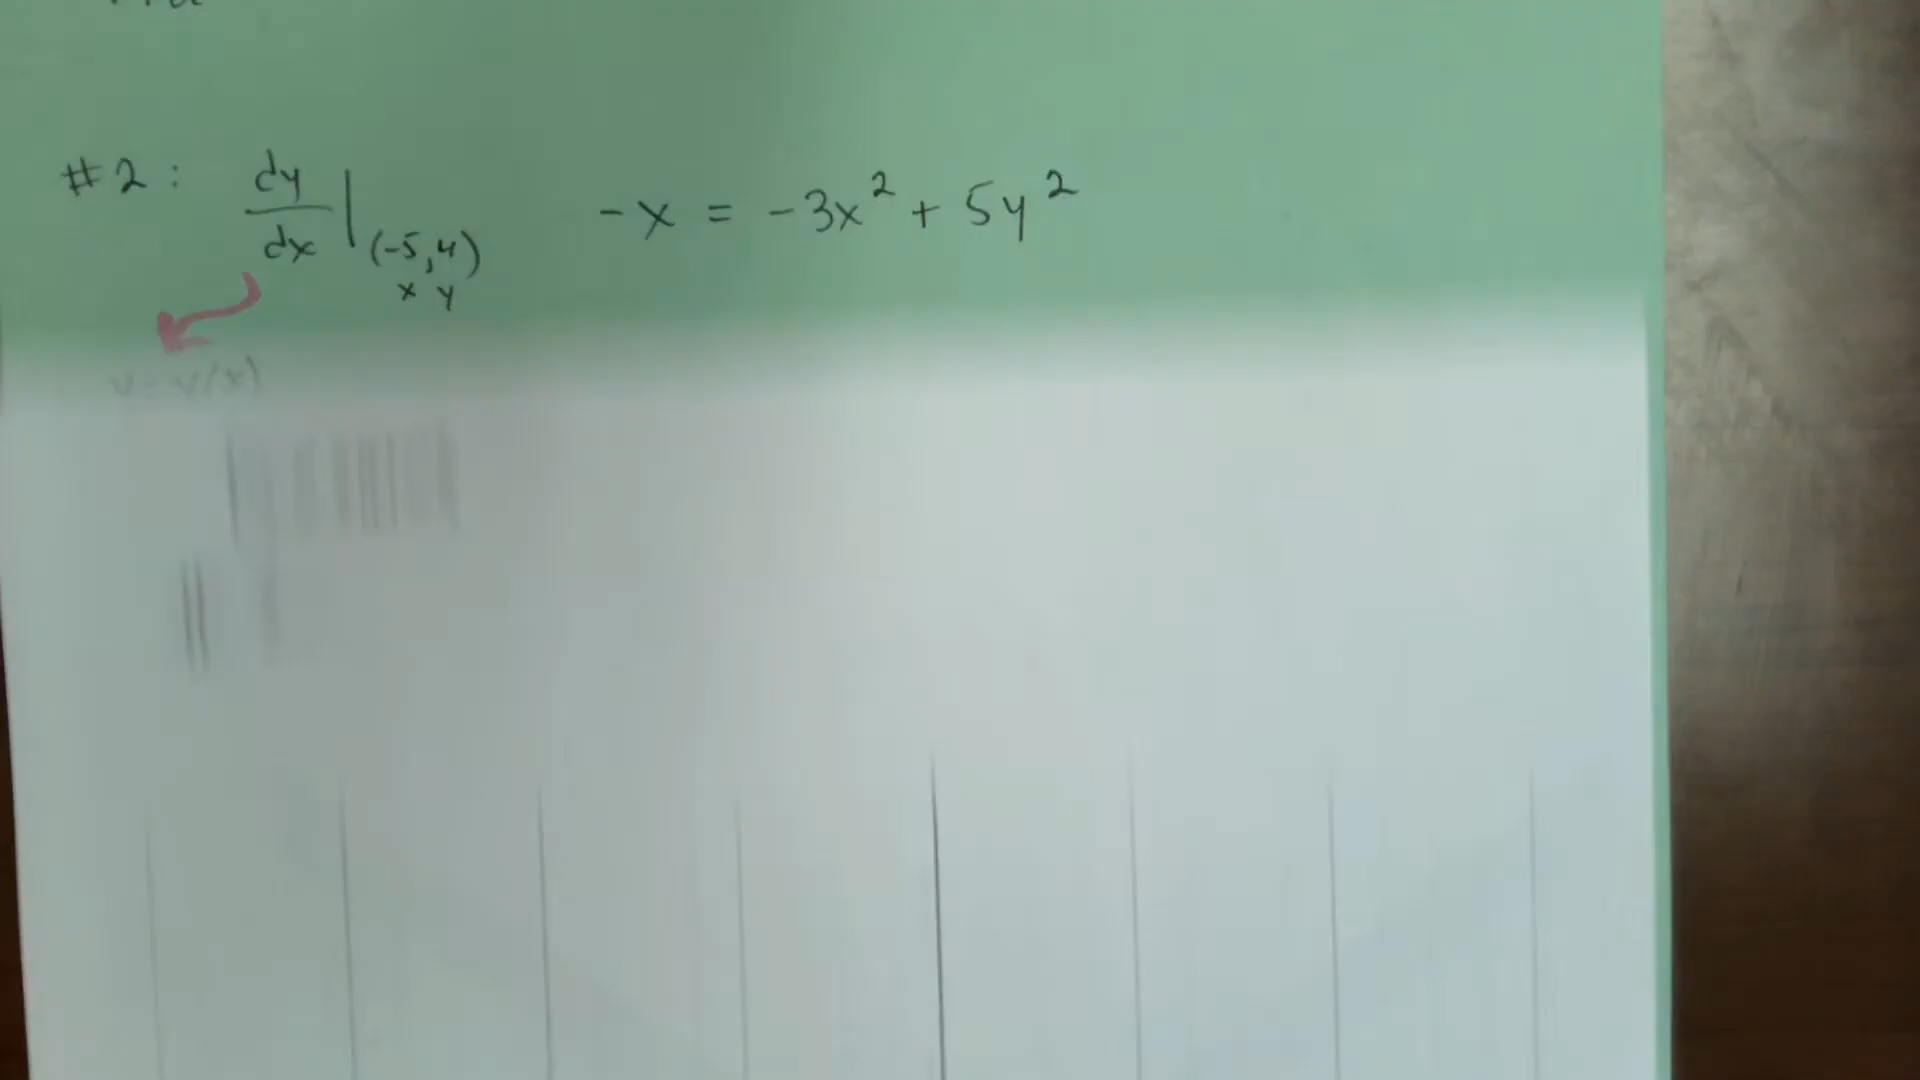 #2: dy/dx |(-5,4) -x = -3x² + 5y²
x y
y = y(x)